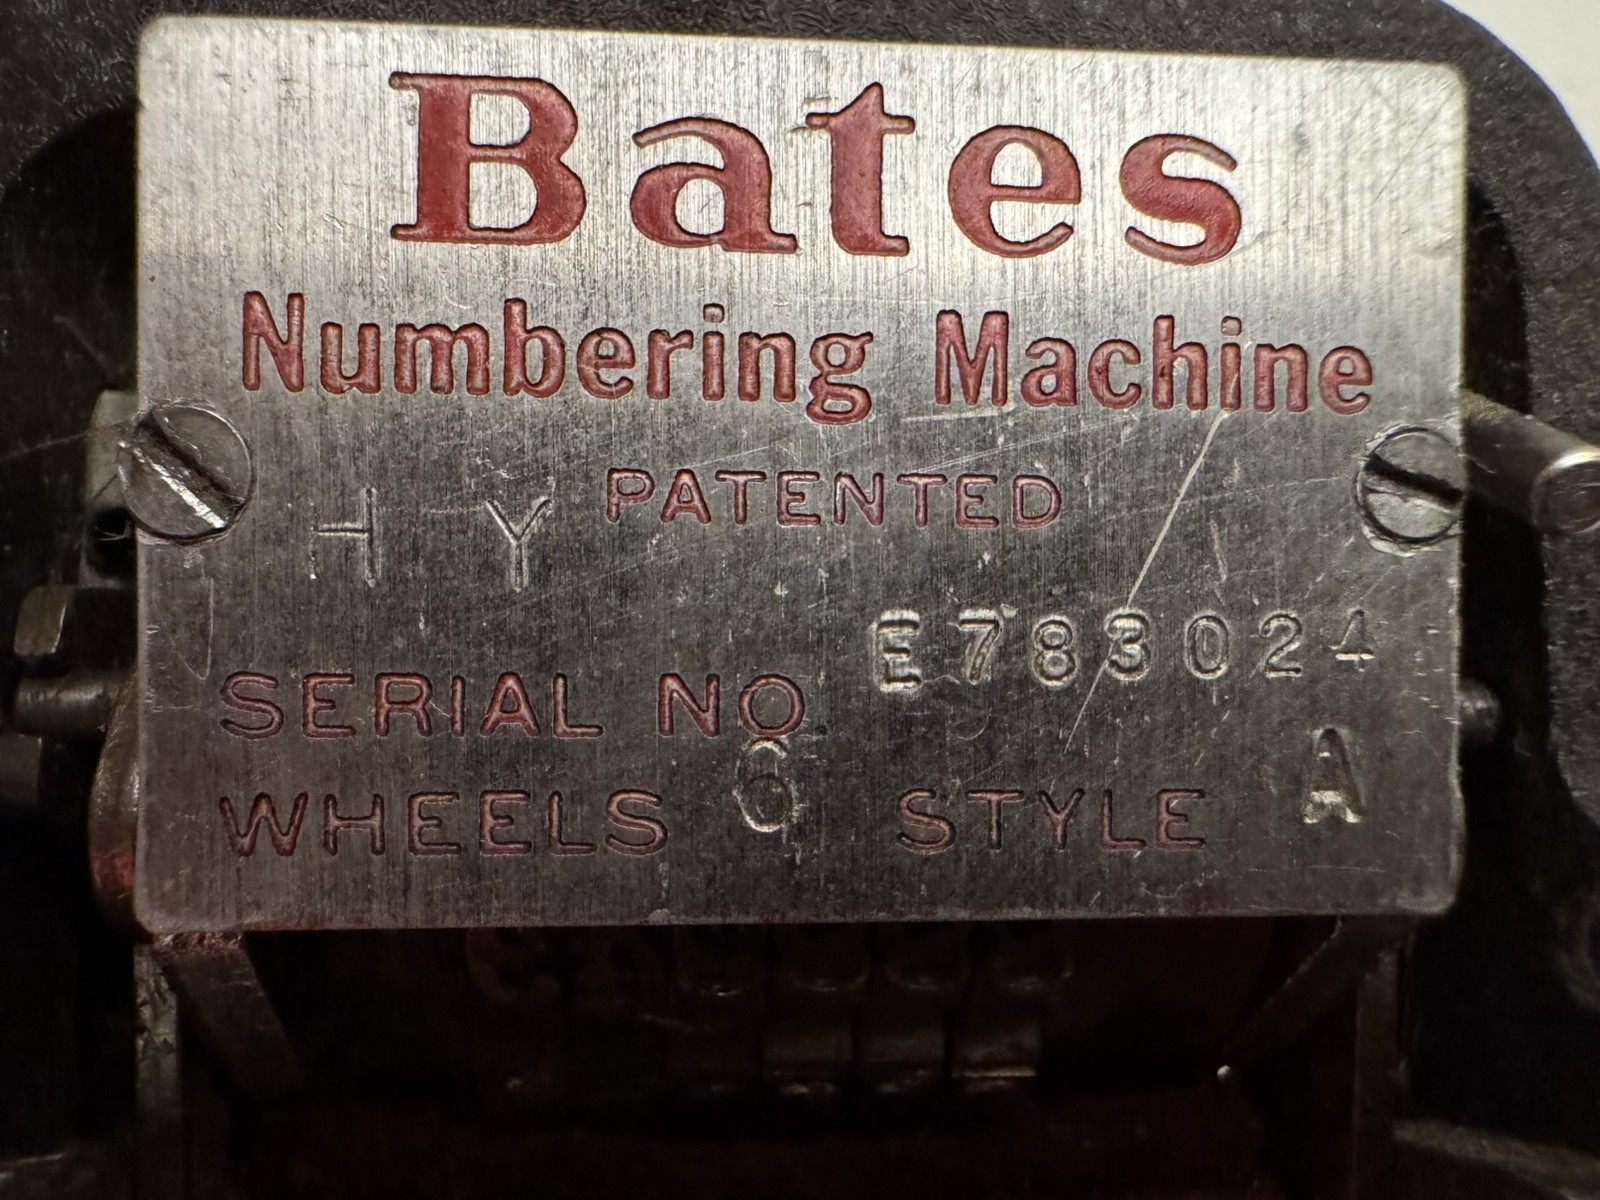 Bates
Numbering Machine
PATENTED
H Y
E783024
SERIAL NO
WHEELS 6 STYLE A